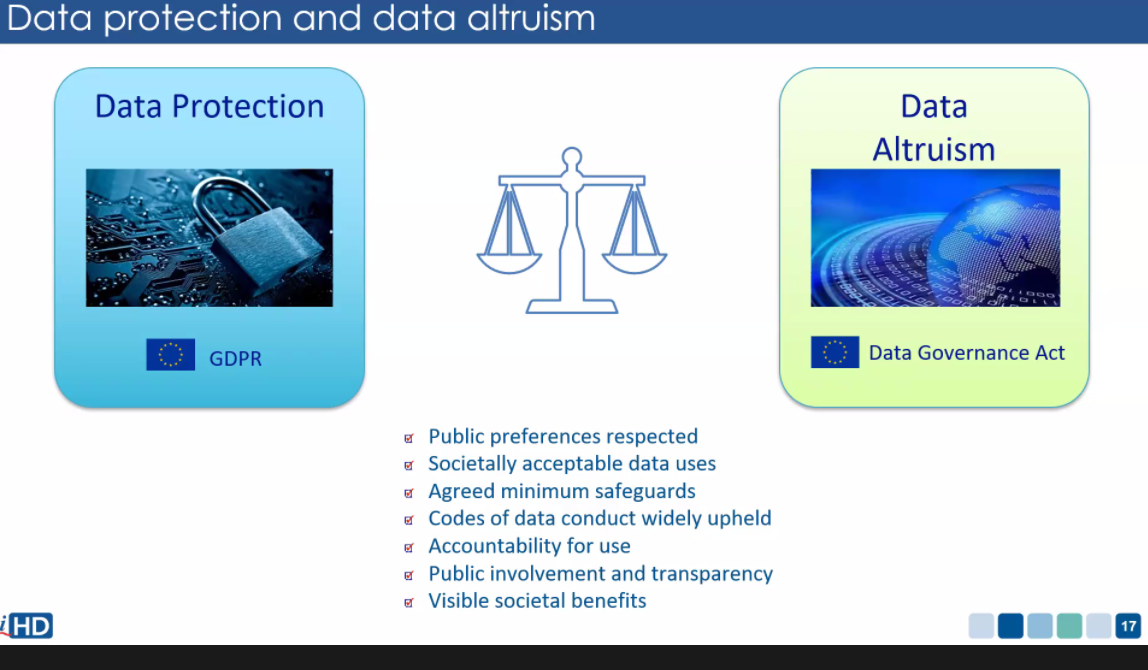 Data protection and data altruism
Data Protection
GDPR
Data
Altruism
Data Governance Act
Public preferences respected
Societally acceptable data uses
Agreed minimum safeguards
Codes of data conduct widely upheld
Accountability for use
Public involvement and transparency
Visible societal benefits
iHD
17